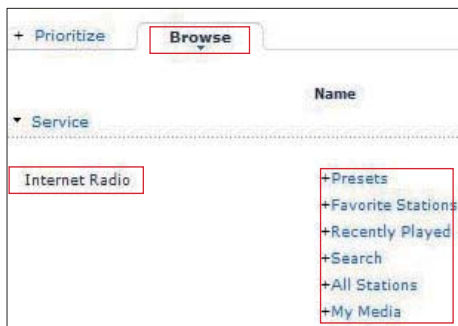 + Prioritize Browse
Name
Service
Internet Radio +Presets
+Favorite Stations
+Recently Played
+Search
+All Stations
+My Media